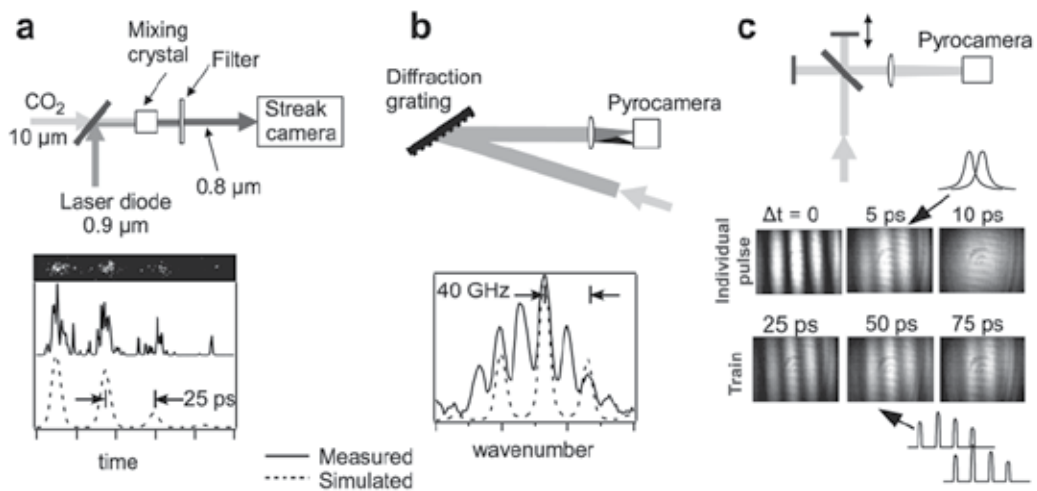 a
Mixing
crystal
Filter
CO₂
10 μm
Streak
camera
0.8 μm
Laser diode
0.9 μm
25 ps
time
b
Diffraction
grating
Pyrocamera
40 GHz
wavenumber
Measured
Simulated
c
Pyrocamera
Δt = 0 5 ps 10 ps
Individual
pulse
25 ps 50 ps 75 ps
Train